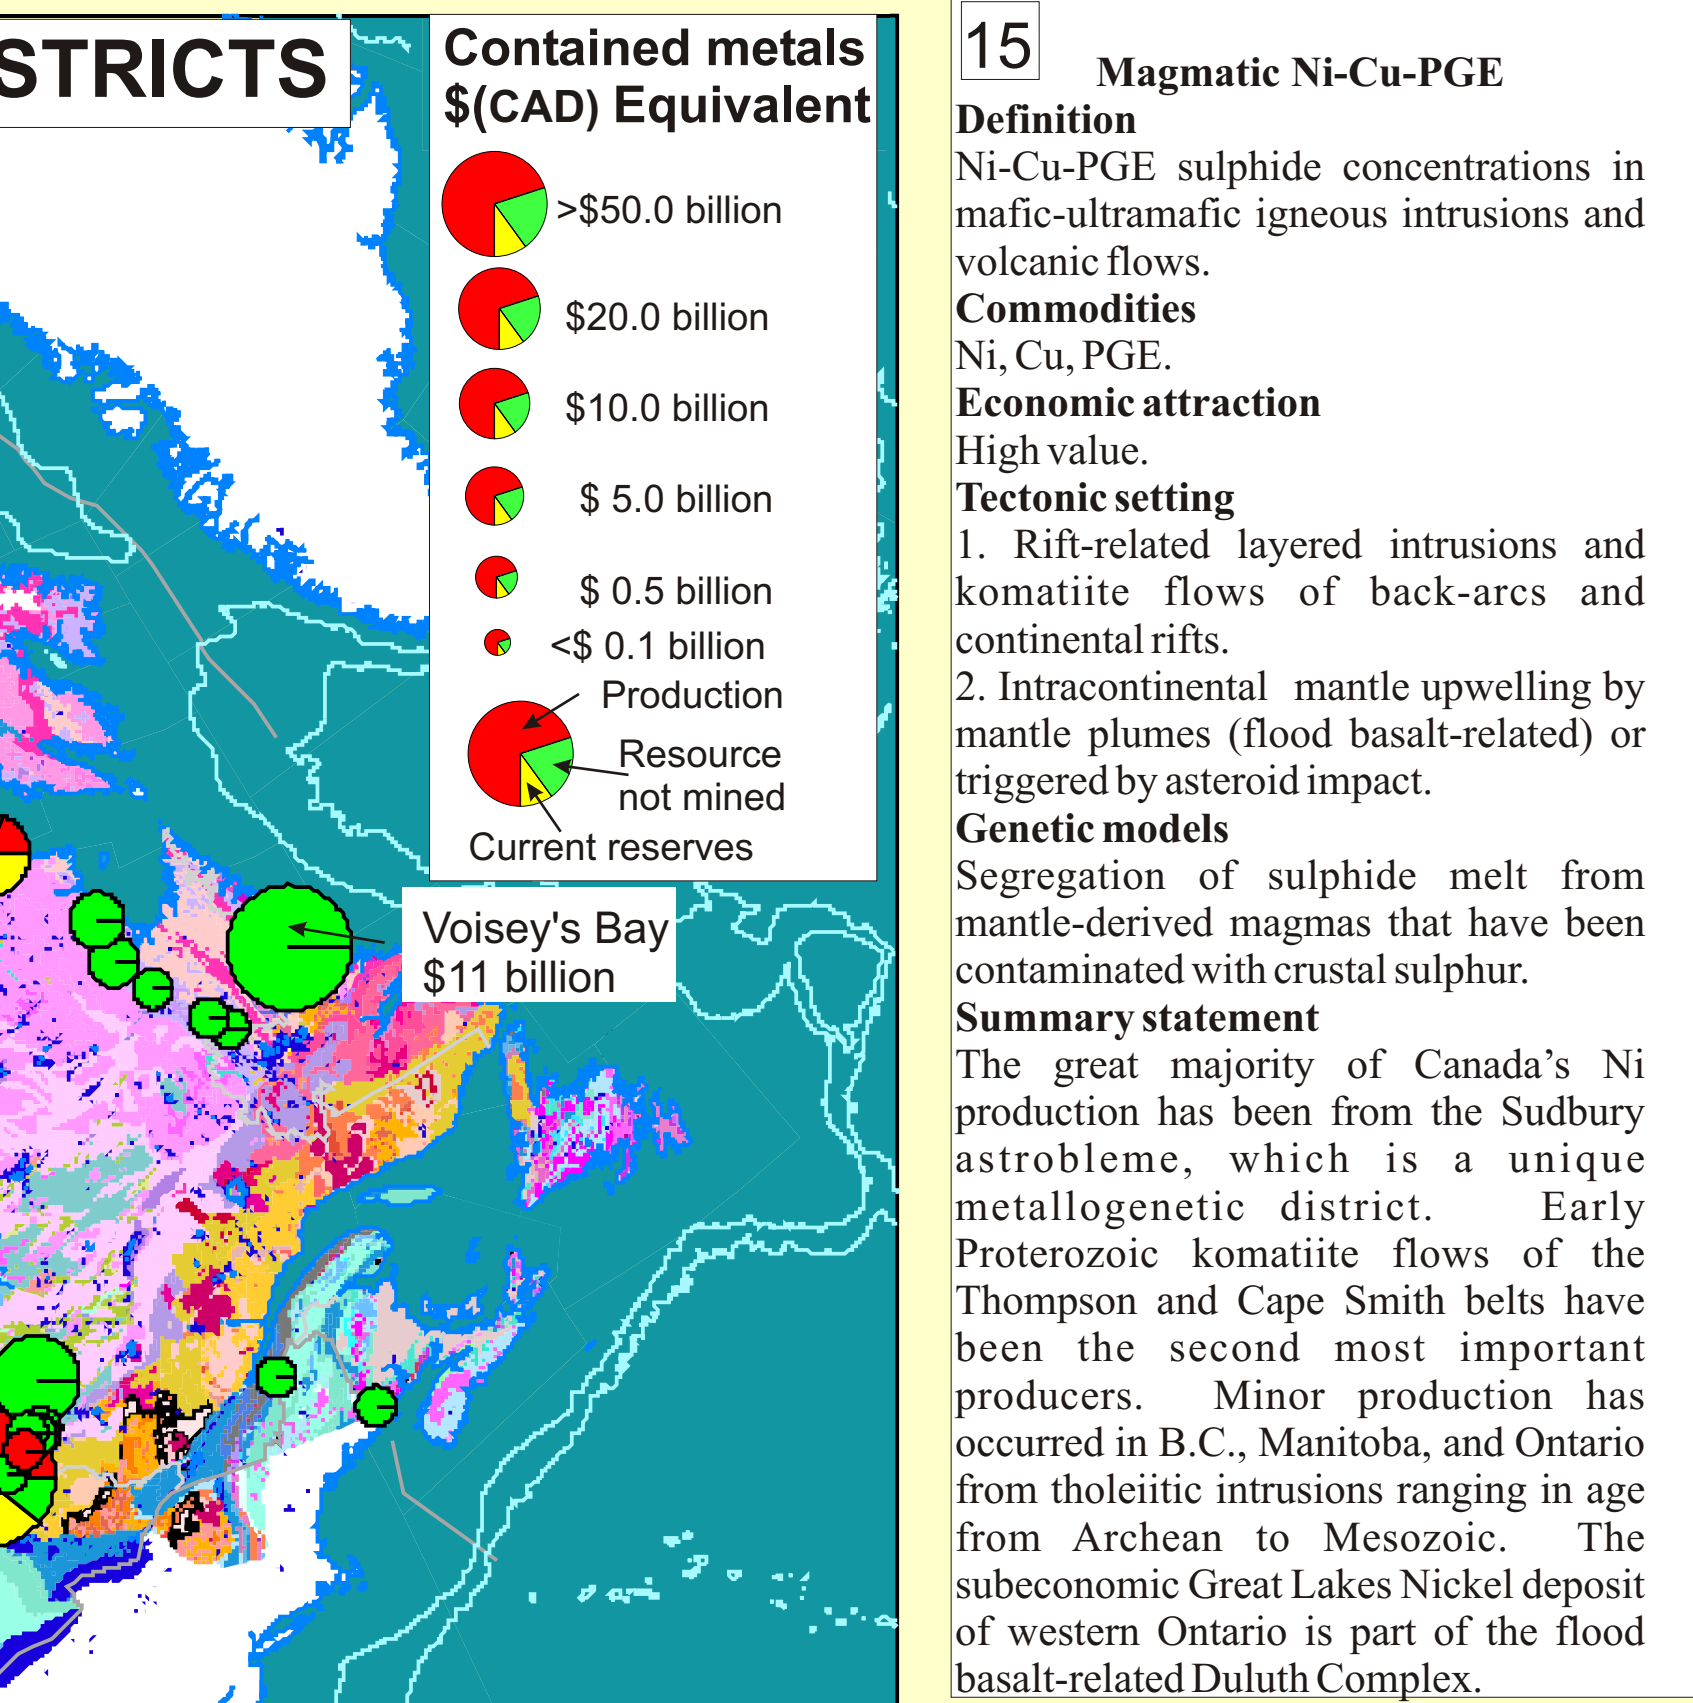 STRICTS
Contained metals
$(CAD) Equivalent
>$50.0 billion
$20.0 billion
$10.0 billion
$ 5.0 billion
$ 0.5 billion
<$ 0.1 billion
Production
Resource
not mined
Current reserves
Voisey's Bay
$11 billion
15
Magmatic Ni-Cu-PGE
Definition
Ni-Cu-PGE sulphide concentrations in
mafic-ultramafic igneous intrusions and
volcanic flows.
Commodities
Ni, Cu, PGE.
Economic attraction
High value.
Tectonic setting
1. Rift-related layered intrusions and
komatiite flows of back-arcs and
continental rifts.
2. Intracontinental mantle upwelling by
mantle plumes (flood basalt-related) or
triggered by asteroid impact.
Genetic models
Segregation of sulphide melt from
mantle-derived magmas that have been
contaminated with crustal sulphur.
Summary statement
The great majority of Canada’s Ni
production has been from the Sudbury
astrobleme, which is a unique
metallogenetic district. Early
Proterozoic komatiite flows of the
Thompson and Cape Smith belts have
been the second most important
producers. Minor production has
occurred in B.C., Manitoba, and Ontario
from tholeiitic intrusions ranging in age
from Archean to Mesozoic. The
subeconomic Great Lakes Nickel deposit
of western Ontario is part of the flood
basalt-related Duluth Complex.